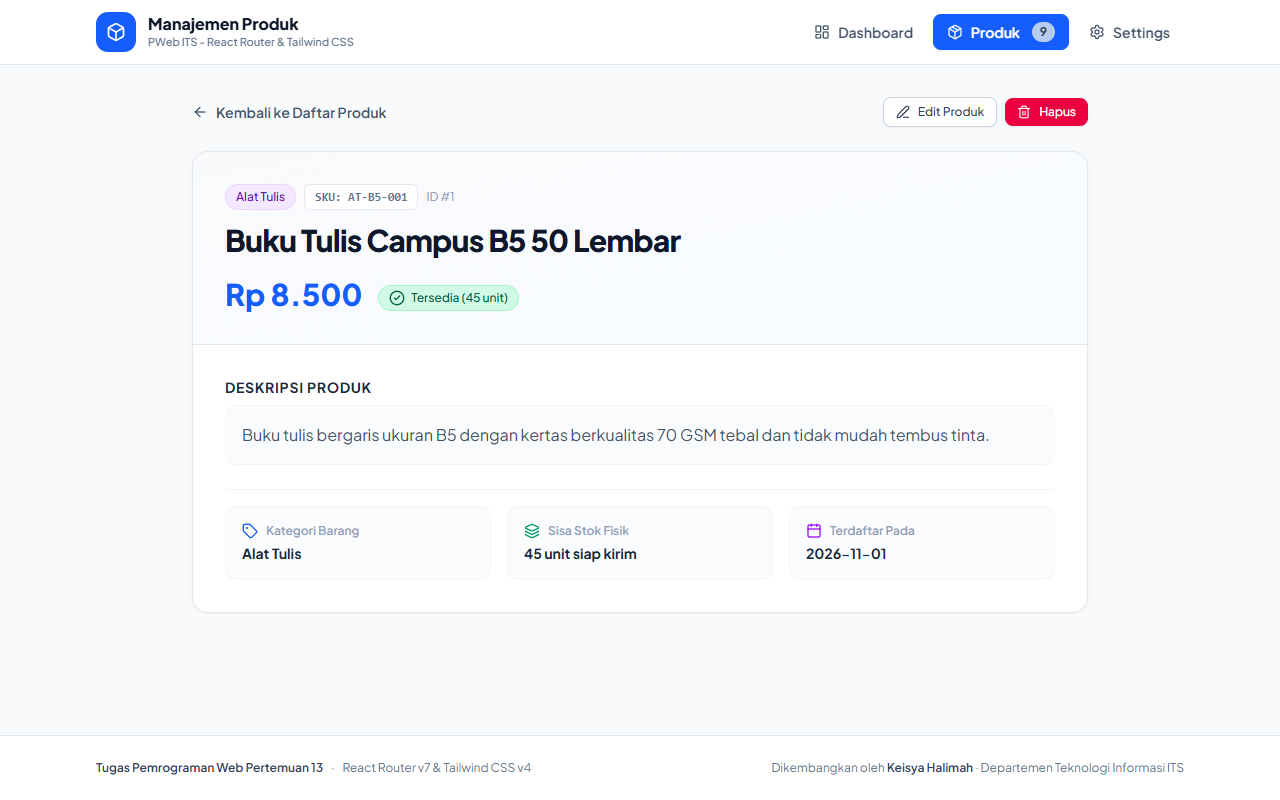 Manajemen Produk
PWeb ITS - React Router & Tailwind CSS
Dashboard
Produk 9
Settings
Kembali ke Daftar Produk
Edit Produk
Hapus
Alat Tulis
SKU: AT-B5-001
ID #1
Buku Tulis Campus B5 50 Lembar
Rp 8.500
Tersedia (45 unit)
DESKRIPSI PRODUK
Buku tulis bergaris ukuran B5 dengan kertas berkualitas 70 GSM tebal dan tidak mudah tembus tinta.
Kategori Barang
Alat Tulis
Sisa Stok Fisik
45 unit siap kirim
Terdaftar Pada
2026-11-01
Tugas Pemrograman Web Pertemuan 13 · React Router v7 & Tailwind CSS v4
Dikembangkan oleh Keisya Halimah · Departemen Teknologi Informasi ITS